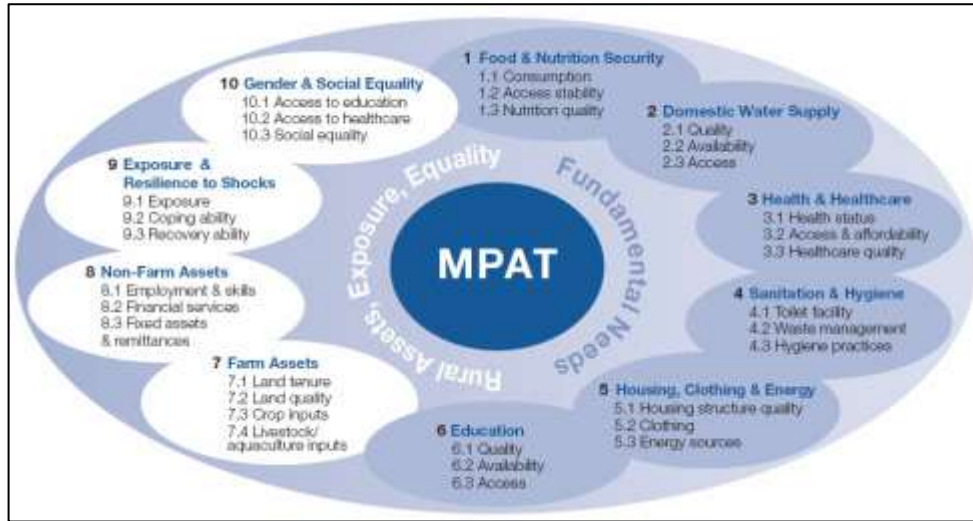 1 Food & Nutrition Security
1.1 Consumption
1.2 Access stability
1.3 Nutrition quality
2 Domestic Water Supply
2.1 Quality
2.2 Availability
2.3 Access
3 Health & Healthcare
3.1 Health status
3.2 Access & affordability
3.3 Healthcare quality
4 Sanitation & Hygiene
4.1 Toilet facility
4.2 Waste management
4.3 Hygiene practices
5 Housing, Clothing & Energy
5.1 Housing structure quality
5.2 Clothing
5.3 Energy sources
6 Education
6.1 Quality
6.2 Availability
6.3 Access
7 Farm Assets
7.1 Land tenure
7.2 Land quality
7.3 Crop inputs
7.4 Livestock/
aquaculture inputs
8 Non-Farm Assets
8.1 Employment & skills
8.2 Financial services
8.3 Fixed assets
& remittances
9 Exposure &
Resilience to Shocks
9.1 Exposure
9.2 Coping ability
9.3 Recovery ability
10 Gender & Social Equality
10.1 Access to education
10.2 Access to healthcare
10.3 Social equality
Rural Assets, Exposure, Equality
Fundamental Needs
MPAT